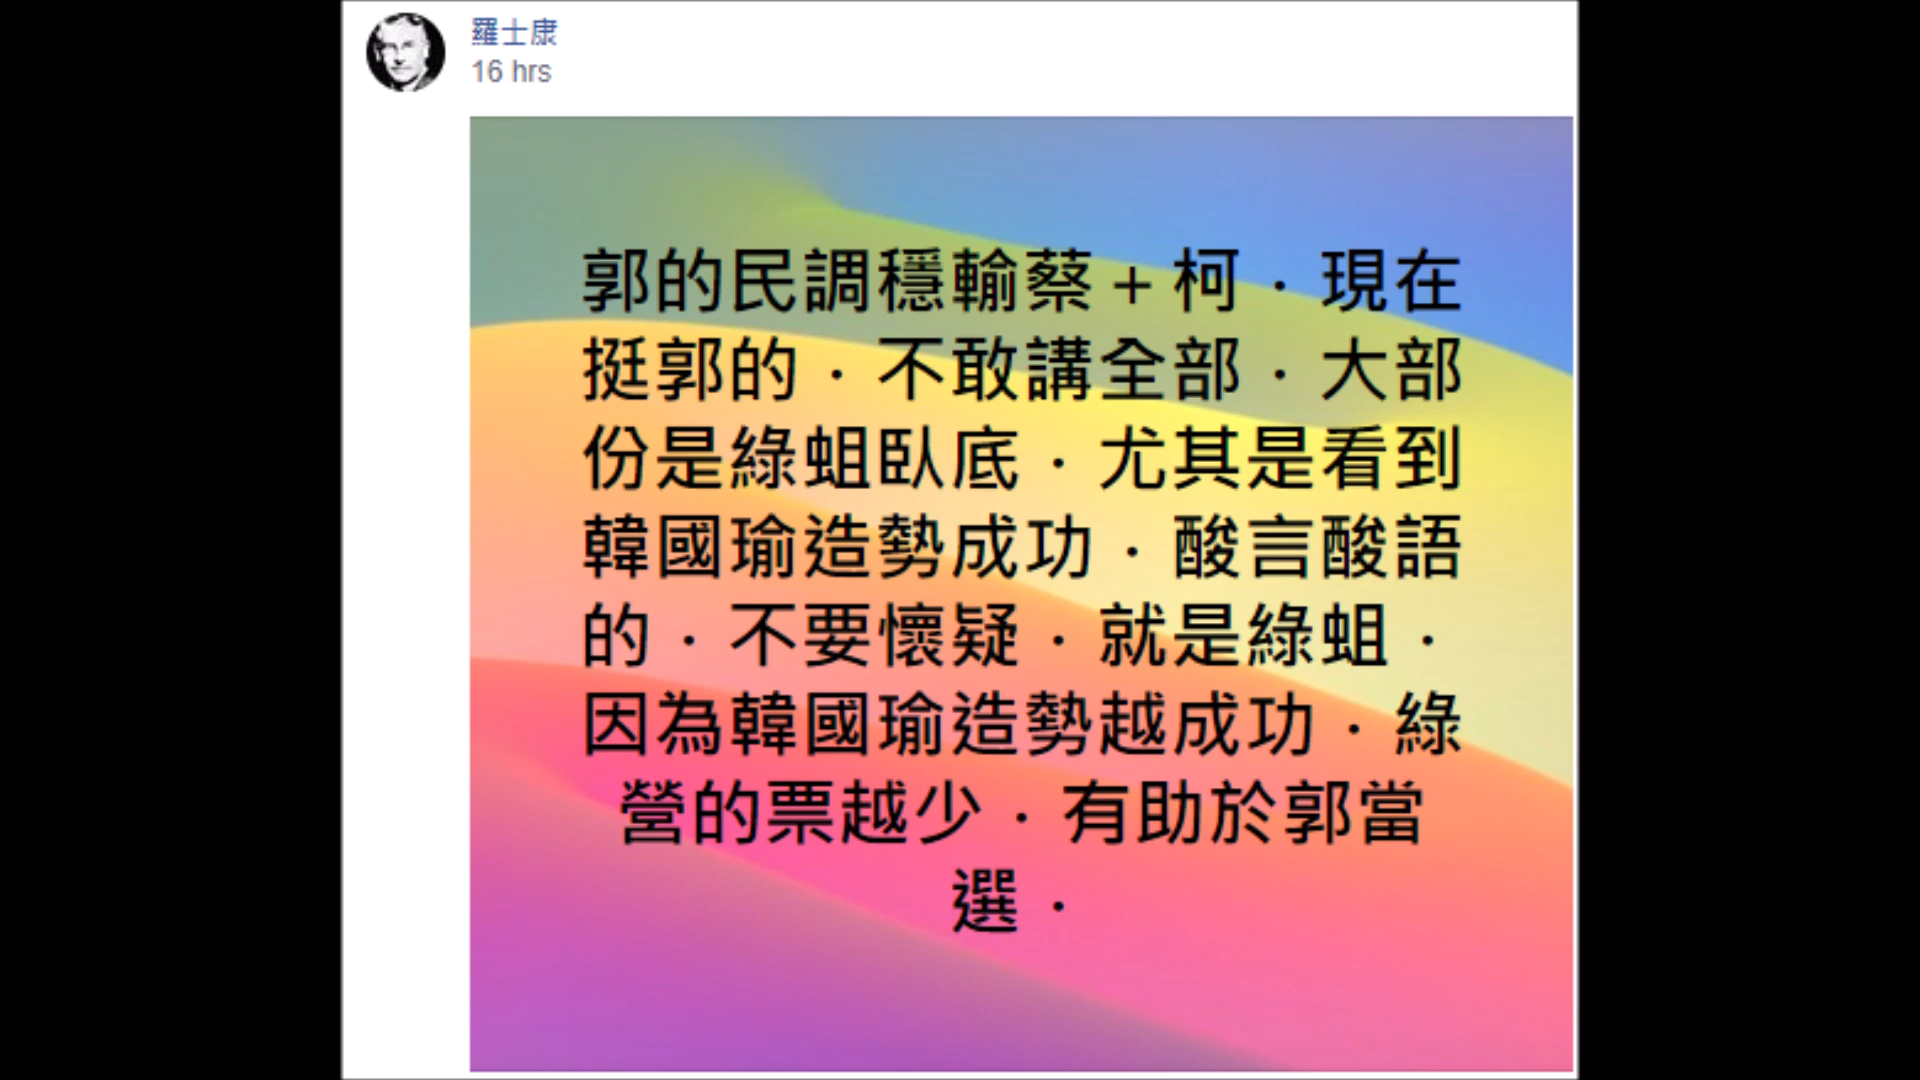 羅士康
16 hrs
郭的民調穩輸蔡+柯．現在
挺郭的．不敢講全部．大部
份是綠蛆臥底．尤其是看到
韓國瑜造勢成功．酸言酸語
的．不要懷疑．就是綠蛆．
因為韓國瑜造勢越成功．綠
營的票越少．有助於郭當
選．